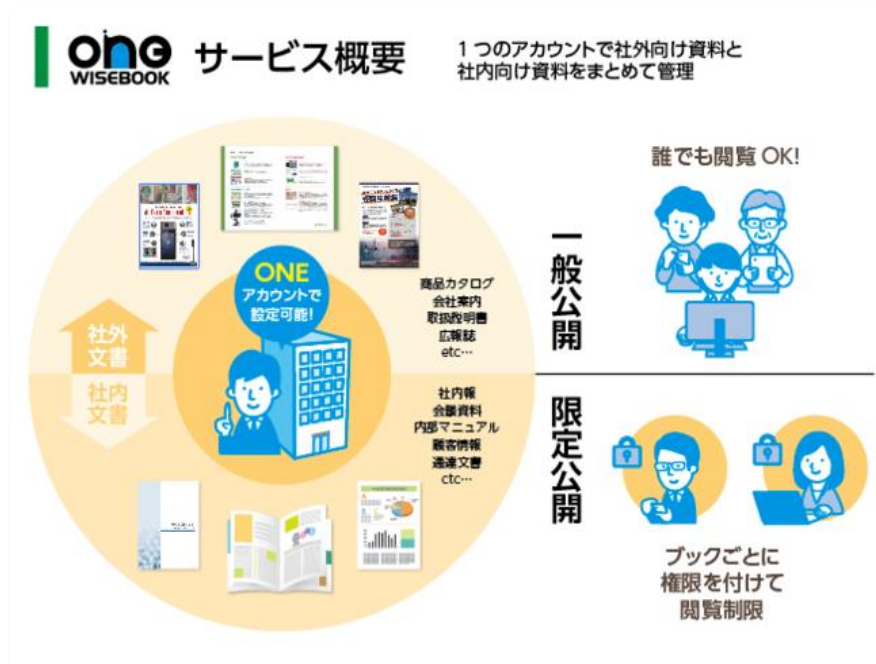 one
WISEBOOK
サービス概要
1つのアカウントで社外向け資料と
社内向け資料をまとめて管理
ONE
アカウントで
設定可能!
社外
文書
社内
文書
商品カタログ
会社案内
取扱説明書
広報誌
etc…
社内報
会議資料
内部マニュアル
顧客情報
通達文書
etc…
一般公開
誰でも閲覧 OK!
限定公開
ブックごとに
権限を付けて
閲覧制限